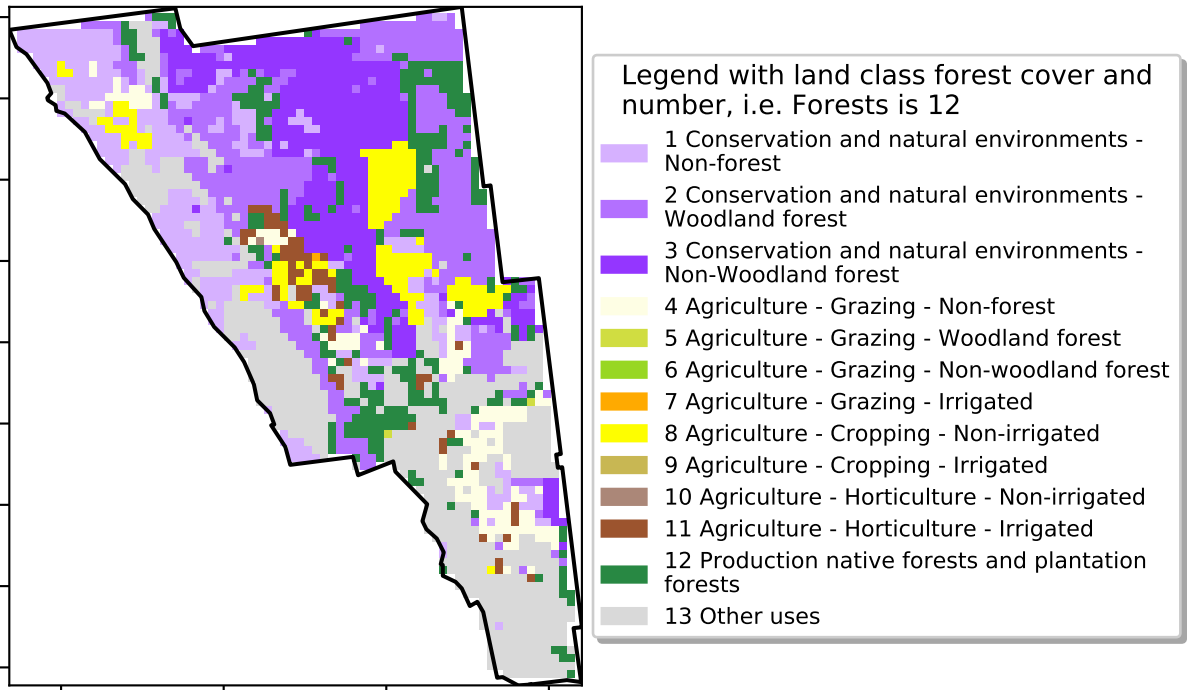 Legend with land class forest cover and
number, i.e. Forests is 12
1 Conservation and natural environments -
Non-forest
2 Conservation and natural environments -
Woodland forest
3 Conservation and natural environments -
Non-Woodland forest
4 Agriculture - Grazing - Non-forest
5 Agriculture - Grazing - Woodland forest
6 Agriculture - Grazing - Non-woodland forest
7 Agriculture - Grazing - Irrigated
8 Agriculture - Cropping - Non-irrigated
9 Agriculture - Cropping - Irrigated
10 Agriculture - Horticulture - Non-irrigated
11 Agriculture - Horticulture - Irrigated
12 Production native forests and plantation
forests
13 Other uses